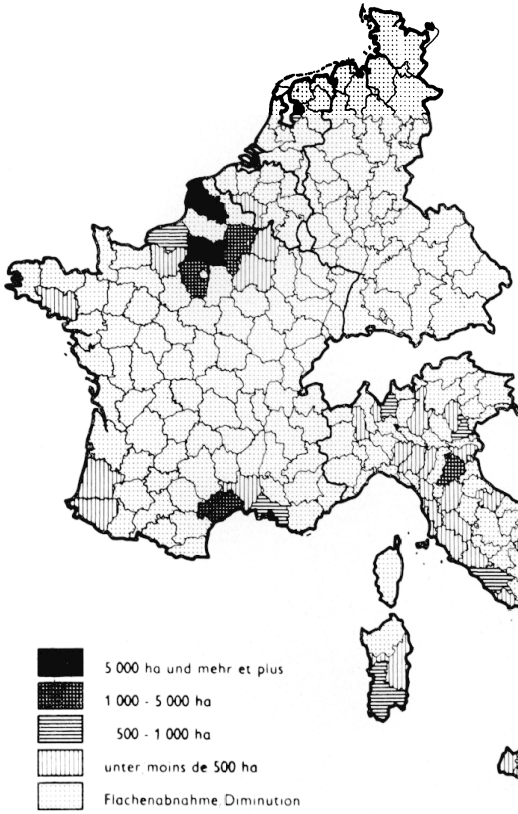 5 000 ha und mehr et plus
1 000 - 5 000 ha
500 - 1 000 ha
unter, moins de 500 ha
Flachenabnahme, Diminution